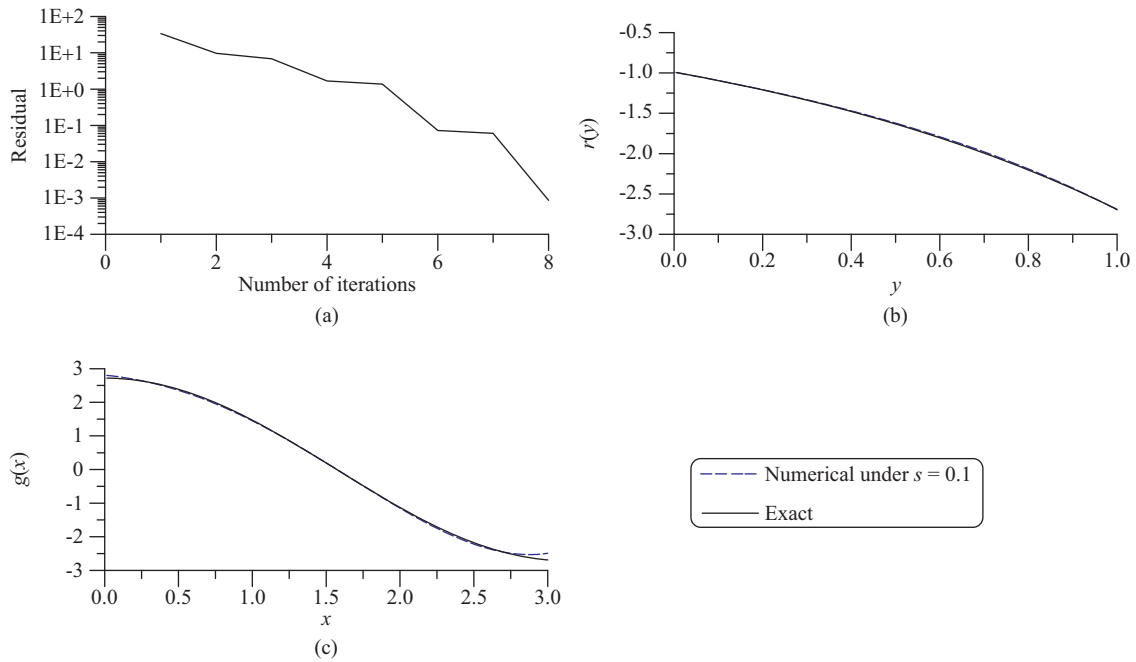 1E+2
1E+1
1E+0
1E-1
1E-2
1E-3
1E-4
Residual
0 2 4 6 8
Number of iterations
(a)
-0.5
-1.0
-1.5
-2.0
-2.5
-3.0
r(y)
0.0 0.2 0.4 0.6 0.8 1.0
y
(b)
3
2
1
0
-1
-2
-3
g(x)
0.0 0.5 1.0 1.5 2.0 2.5 3.0
x
(c)
Numerical under s = 0.1
Exact